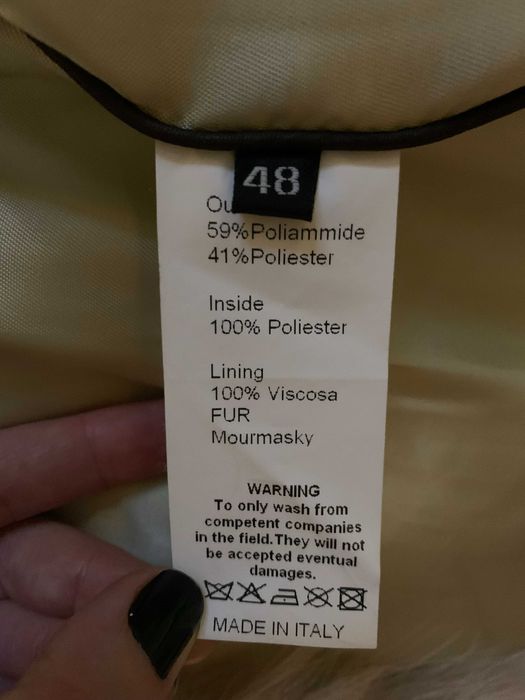 48
59%Poliammide
41%Poliester
Inside
100% Poliester
Lining
100% Viscosa
FUR
Mourmasky
WARNING
To only wash from
competent companies
in the field.They will not
be accepted eventual
damages.
MADE IN ITALY